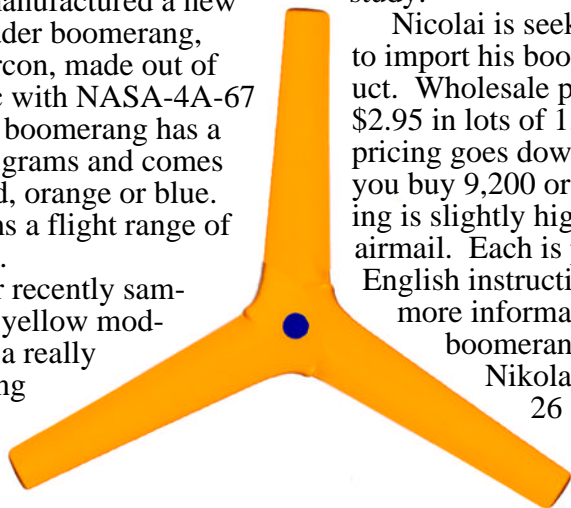 manufactured a new
ader boomerang,
rcon, made out of
c with NASA-4A-67
boomerang has a
grams and comes
d, orange or blue.
ns a flight range of
.
r recently sam-
yellow mod-
a really
ng
study.
Nicolai is seek
to import his boo
uct. Wholesale p
$2.95 in lots of 1
pricing goes dow
you buy 9,200 or
ing is slightly hig
airmail. Each is
English instructi
more informa
boomeran
Nikola
26